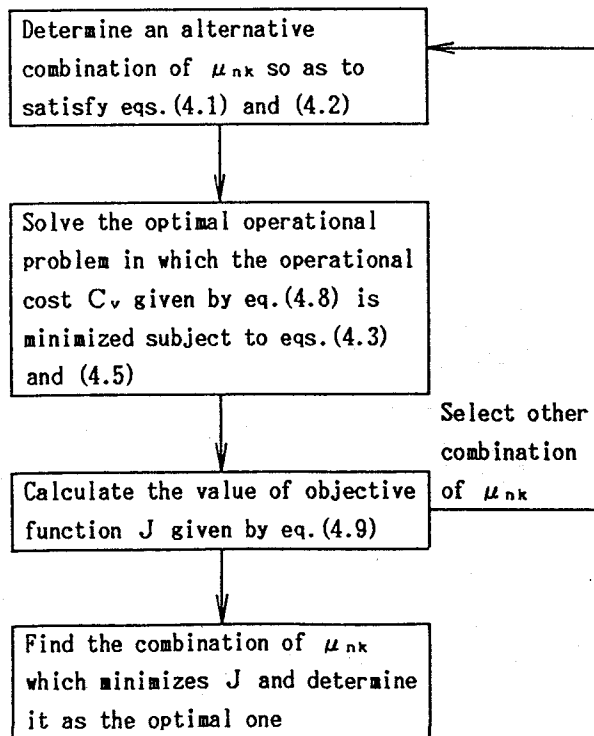 Determine an alternative
combination of μnk so as to
satisfy eqs.(4.1) and (4.2)
Solve the optimal operational
problem in which the operational
cost Cv given by eq.(4.8) is
minimized subject to eqs.(4.3)
and (4.5)
Select other
combination
of μnk
Calculate the value of objective
function J given by eq.(4.9)
Find the combination of μnk
which minimizes J and determine
it as the optimal one